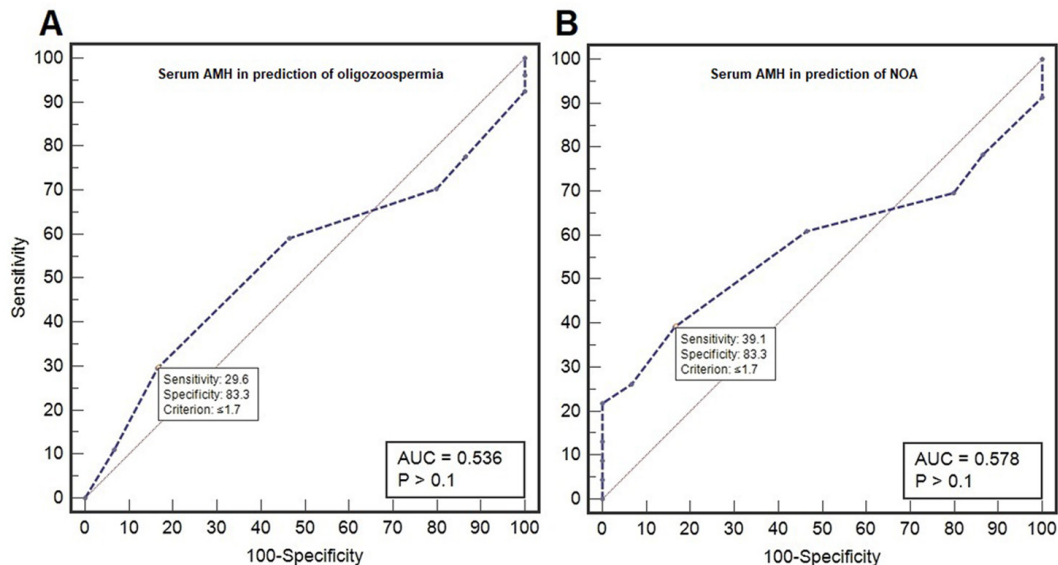 A
Serum AMH in prediction of oligozoospermia
Sensitivity
100
90
80
70
60
50
40
30
20
10
0
Sensitivity: 29.6
Specificity: 83.3
Criterion: ≤1.7
AUC = 0.536
P > 0.1
0 10 20 30 40 50 60 70 80 90 100
100-Specificity
B
Serum AMH in prediction of NOA
100
90
80
70
60
50
40
30
20
10
0
Sensitivity: 39.1
Specificity: 83.3
Criterion: ≤1.7
AUC = 0.578
P > 0.1
0 10 20 30 40 50 60 70 80 90 100
100-Specificity